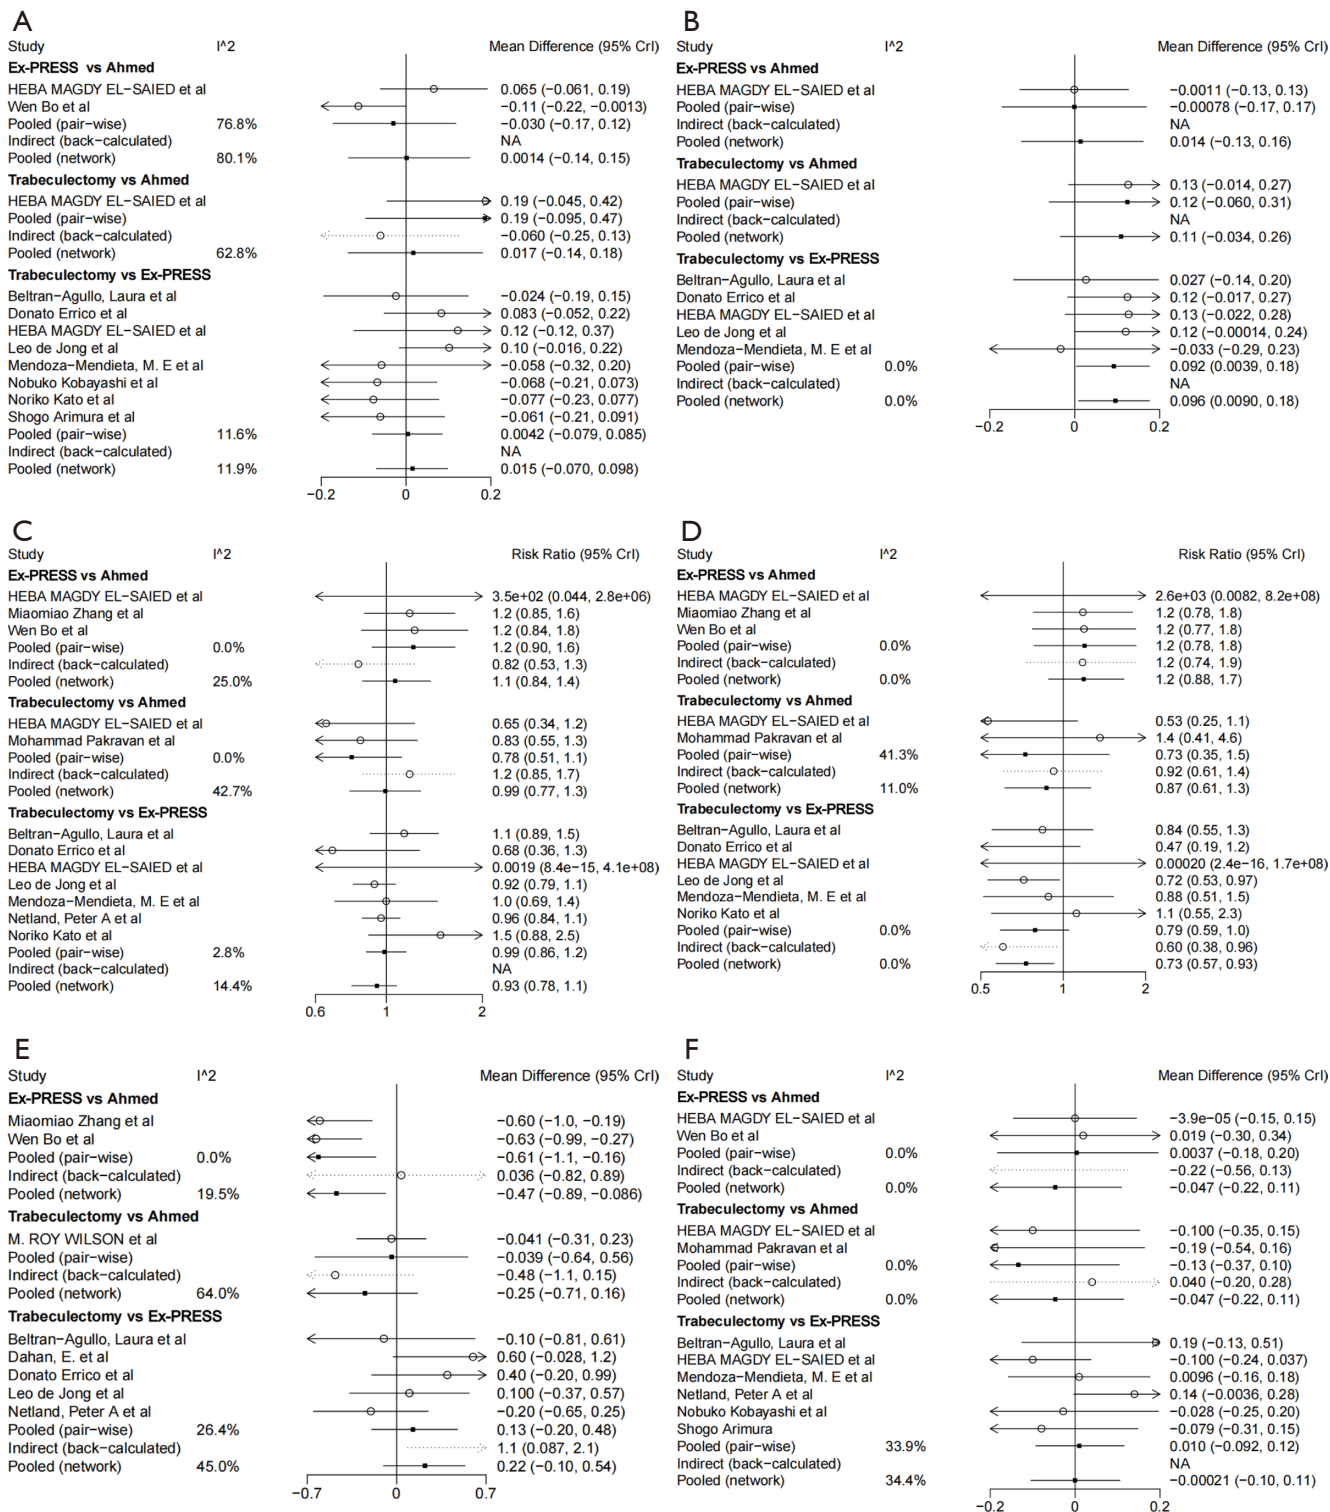 A
Study I^2 Mean Difference (95% CrI)
Ex-PRESS vs Ahmed
HEBA MAGDY EL-SAIED et al 0.065 (−0.061, 0.19)
Wen Bo et al −0.11 (−0.22, −0.0013)
Pooled (pair-wise) 76.8% −0.030 (−0.17, 0.12)
Indirect (back-calculated) NA
Pooled (network) 80.1% 0.0014 (−0.14, 0.15)
Trabeculectomy vs Ahmed
HEBA MAGDY EL-SAIED et al 0.19 (−0.045, 0.42)
Pooled (pair-wise) 0.19 (−0.095, 0.47)
Indirect (back-calculated) −0.060 (−0.25, 0.13)
Pooled (network) 62.8% 0.017 (−0.14, 0.18)
Trabeculectomy vs Ex-PRESS
Beltran-Agullo, Laura et al −0.024 (−0.19, 0.15)
Donato Errico et al 0.083 (−0.052, 0.22)
HEBA MAGDY EL-SAIED et al 0.12 (−0.12, 0.37)
Leo de Jong et al 0.10 (−0.016, 0.22)
Mendoza-Mendieta, M. E et al −0.058 (−0.32, 0.20)
Nobuko Kobayashi et al −0.068 (−0.21, 0.073)
Noriko Kato et al −0.077 (−0.23, 0.077)
Shogo Arimura et al −0.061 (−0.21, 0.091)
Pooled (pair-wise) 11.6% 0.0042 (−0.079, 0.085)
Indirect (back-calculated) NA
Pooled (network) 11.9% 0.015 (−0.070, 0.098)
−0.2 0 0.2
B
Study I^2 Mean Difference (95% CrI)
Ex-PRESS vs Ahmed
HEBA MAGDY EL-SAIED et al −0.0011 (−0.13, 0.13)
Pooled (pair-wise) −0.00078 (−0.17, 0.17)
Indirect (back-calculated) NA
Pooled (network) 0.014 (−0.13, 0.16)
Trabeculectomy vs Ahmed
HEBA MAGDY EL-SAIED et al 0.13 (−0.014, 0.27)
Pooled (pair-wise) 0.12 (−0.060, 0.31)
Indirect (back-calculated) NA
Pooled (network) 0.11 (−0.034, 0.26)
Trabeculectomy vs Ex-PRESS
Beltran-Agullo, Laura et al 0.027 (−0.14, 0.20)
Donato Errico et al 0.12 (−0.017, 0.27)
HEBA MAGDY EL-SAIED et al 0.13 (−0.022, 0.28)
Leo de Jong et al 0.12 (−0.00014, 0.24)
Mendoza-Mendieta, M. E et al −0.033 (−0.29, 0.23)
Pooled (pair-wise) 0.0% 0.092 (0.0039, 0.18)
Indirect (back-calculated) NA
Pooled (network) 0.0% 0.096 (0.0090, 0.18)
−0.2 0 0.2
C
Study I^2 Risk Ratio (95% CrI)
Ex-PRESS vs Ahmed
HEBA MAGDY EL-SAIED et al 3.5e+02 (0.044, 2.8e+06)
Miaomiao Zhang et al 1.2 (0.85, 1.6)
Wen Bo et al 1.2 (0.84, 1.8)
Pooled (pair-wise) 0.0% 1.2 (0.90, 1.6)
Indirect (back-calculated) 0.82 (0.53, 1.3)
Pooled (network) 25.0% 1.1 (0.84, 1.4)
Trabeculectomy vs Ahmed
HEBA MAGDY EL-SAIED et al 0.65 (0.34, 1.2)
Mohammad Pakravan et al 0.83 (0.55, 1.3)
Pooled (pair-wise) 0.0% 0.78 (0.51, 1.1)
Indirect (back-calculated) 1.2 (0.85, 1.7)
Pooled (network) 42.7% 0.99 (0.77, 1.3)
Trabeculectomy vs Ex-PRESS
Beltran-Agullo, Laura et al 1.1 (0.89, 1.5)
Donato Errico et al 0.68 (0.36, 1.3)
HEBA MAGDY EL-SAIED et al 0.0019 (8.4e-15, 4.1e+08)
Leo de Jong et al 0.92 (0.79, 1.1)
Mendoza-Mendieta, M. E et al 1.0 (0.69, 1.4)
Netland, Peter A et al 0.96 (0.84, 1.1)
Noriko Kato et al 1.5 (0.88, 2.5)
Pooled (pair-wise) 2.8% 0.99 (0.86, 1.2)
Indirect (back-calculated) NA
Pooled (network) 14.4% 0.93 (0.78, 1.1)
0.6 1 2
D
Study I^2 Risk Ratio (95% CrI)
Ex-PRESS vs Ahmed
HEBA MAGDY EL-SAIED et al 2.6e+03 (0.0082, 8.2e+08)
Miaomiao Zhang et al 1.2 (0.78, 1.8)
Wen Bo et al 1.2 (0.77, 1.8)
Pooled (pair-wise) 0.0% 1.2 (0.78, 1.8)
Indirect (back-calculated) 1.2 (0.74, 1.9)
Pooled (network) 0.0% 1.2 (0.88, 1.7)
Trabeculectomy vs Ahmed
HEBA MAGDY EL-SAIED et al 0.53 (0.25, 1.1)
Mohammad Pakravan et al 1.4 (0.41, 4.6)
Pooled (pair-wise) 41.3% 0.73 (0.35, 1.5)
Indirect (back-calculated) 0.92 (0.61, 1.4)
Pooled (network) 11.0% 0.87 (0.61, 1.3)
Trabeculectomy vs Ex-PRESS
Beltran-Agullo, Laura et al 0.84 (0.55, 1.3)
Donato Errico et al 0.47 (0.19, 1.2)
HEBA MAGDY EL-SAIED et al 0.00020 (2.4e-16, 1.7e+08)
Leo de Jong et al 0.72 (0.53, 0.97)
Mendoza-Mendieta, M. E et al 0.88 (0.51, 1.5)
Noriko Kato et al 1.1 (0.55, 2.3)
Pooled (pair-wise) 0.0% 0.79 (0.59, 1.0)
Indirect (back-calculated) 0.60 (0.38, 0.96)
Pooled (network) 0.0% 0.73 (0.57, 0.93)
0.5 1 2
E
Study I^2 Mean Difference (95% CrI)
Ex-PRESS vs Ahmed
Miaomiao Zhang et al −0.60 (−1.0, −0.19)
Wen Bo et al −0.63 (−0.99, −0.27)
Pooled (pair-wise) 0.0% −0.61 (−1.1, −0.16)
Indirect (back-calculated) 0.036 (−0.82, 0.89)
Pooled (network) 19.5% −0.47 (−0.89, −0.086)
Trabeculectomy vs Ahmed
M. ROY WILSON et al −0.041 (−0.31, 0.23)
Pooled (pair-wise) −0.039 (−0.64, 0.56)
Indirect (back-calculated) −0.48 (−1.1, 0.15)
Pooled (network) 64.0% −0.25 (−0.71, 0.16)
Trabeculectomy vs Ex-PRESS
Beltran-Agullo, Laura et al −0.10 (−0.81, 0.61)
Dahan, E. et al 0.60 (−0.028, 1.2)
Donato Errico et al 0.40 (−0.20, 0.99)
Leo de Jong et al 0.100 (−0.37, 0.57)
Netland, Peter A et al −0.20 (−0.65, 0.25)
Pooled (pair-wise) 26.4% 0.13 (−0.20, 0.48)
Indirect (back-calculated) 1.1 (0.087, 2.1)
Pooled (network) 45.0% 0.22 (−0.10, 0.54)
−0.7 0 0.7
F
Study I^2 Mean Difference (95% CrI)
Ex-PRESS vs Ahmed
HEBA MAGDY EL-SAIED et al −3.9e−05 (−0.15, 0.15)
Wen Bo et al 0.019 (−0.30, 0.34)
Pooled (pair-wise) 0.0% 0.0037 (−0.18, 0.20)
Indirect (back-calculated) −0.22 (−0.56, 0.13)
Pooled (network) 0.0% −0.047 (−0.22, 0.11)
Trabeculectomy vs Ahmed
HEBA MAGDY EL-SAIED et al −0.100 (−0.35, 0.15)
Mohammad Pakravan et al −0.19 (−0.54, 0.16)
Pooled (pair-wise) 0.0% −0.13 (−0.37, 0.10)
Indirect (back-calculated) 0.040 (−0.20, 0.28)
Pooled (network) 0.0% −0.047 (−0.22, 0.11)
Trabeculectomy vs Ex-PRESS
Beltran-Agullo, Laura et al 0.19 (−0.13, 0.51)
HEBA MAGDY EL-SAIED et al −0.100 (−0.24, 0.037)
Mendoza-Mendieta, M. E et al 0.0096 (−0.16, 0.18)
Netland, Peter A et al 0.14 (−0.0036, 0.28)
Nobuko Kobayashi et al −0.028 (−0.25, 0.20)
Shogo Arimura −0.079 (−0.31, 0.15)
Pooled (pair-wise) 33.9% 0.010 (−0.092, 0.12)
Indirect (back-calculated) NA
Pooled (network) 34.4% −0.00021 (−0.10, 0.11)
−0.2 0 0.2